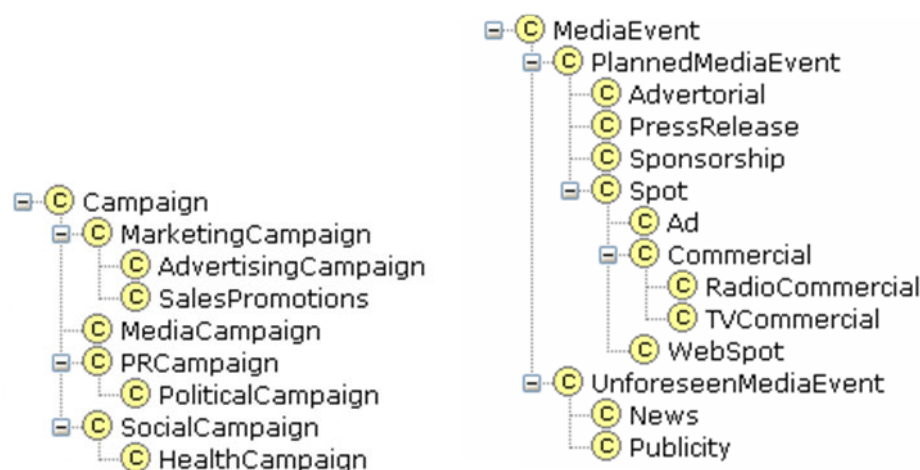 Campaign
MarketingCampaign
AdvertisingCampaign
SalesPromotions
MediaCampaign
PRCampaign
PoliticalCampaign
SocialCampaign
HealthCampaign
MediaEvent
PlannedMediaEvent
Advertorial
PressRelease
Sponsorship
Spot
Ad
Commercial
RadioCommercial
TVCommercial
WebSpot
UnforeseenMediaEvent
News
Publicity